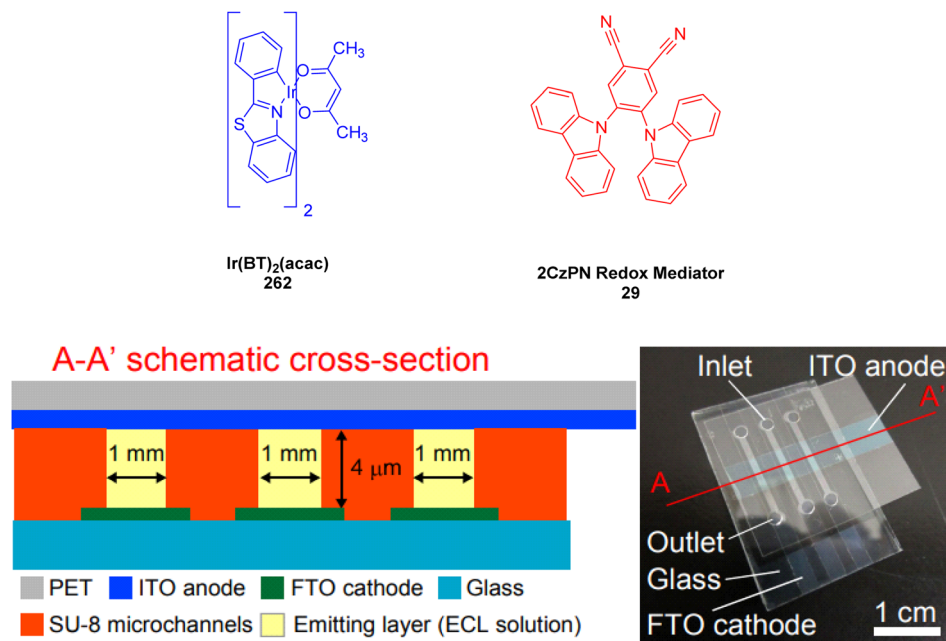 N
N
CH3
O
Ir
N
O
S
CH3
2
N
N
Ir(BT)2(acac)
262
2CzPN Redox Mediator
29
A-A' schematic cross-section
1 mm
1 mm
4 μm
1 mm
PET
ITO anode
FTO cathode
Glass
SU-8 microchannels
Emitting layer (ECL solution)
Inlet
ITO anode
A'
A
Outlet
Glass
FTO cathode
1 cm